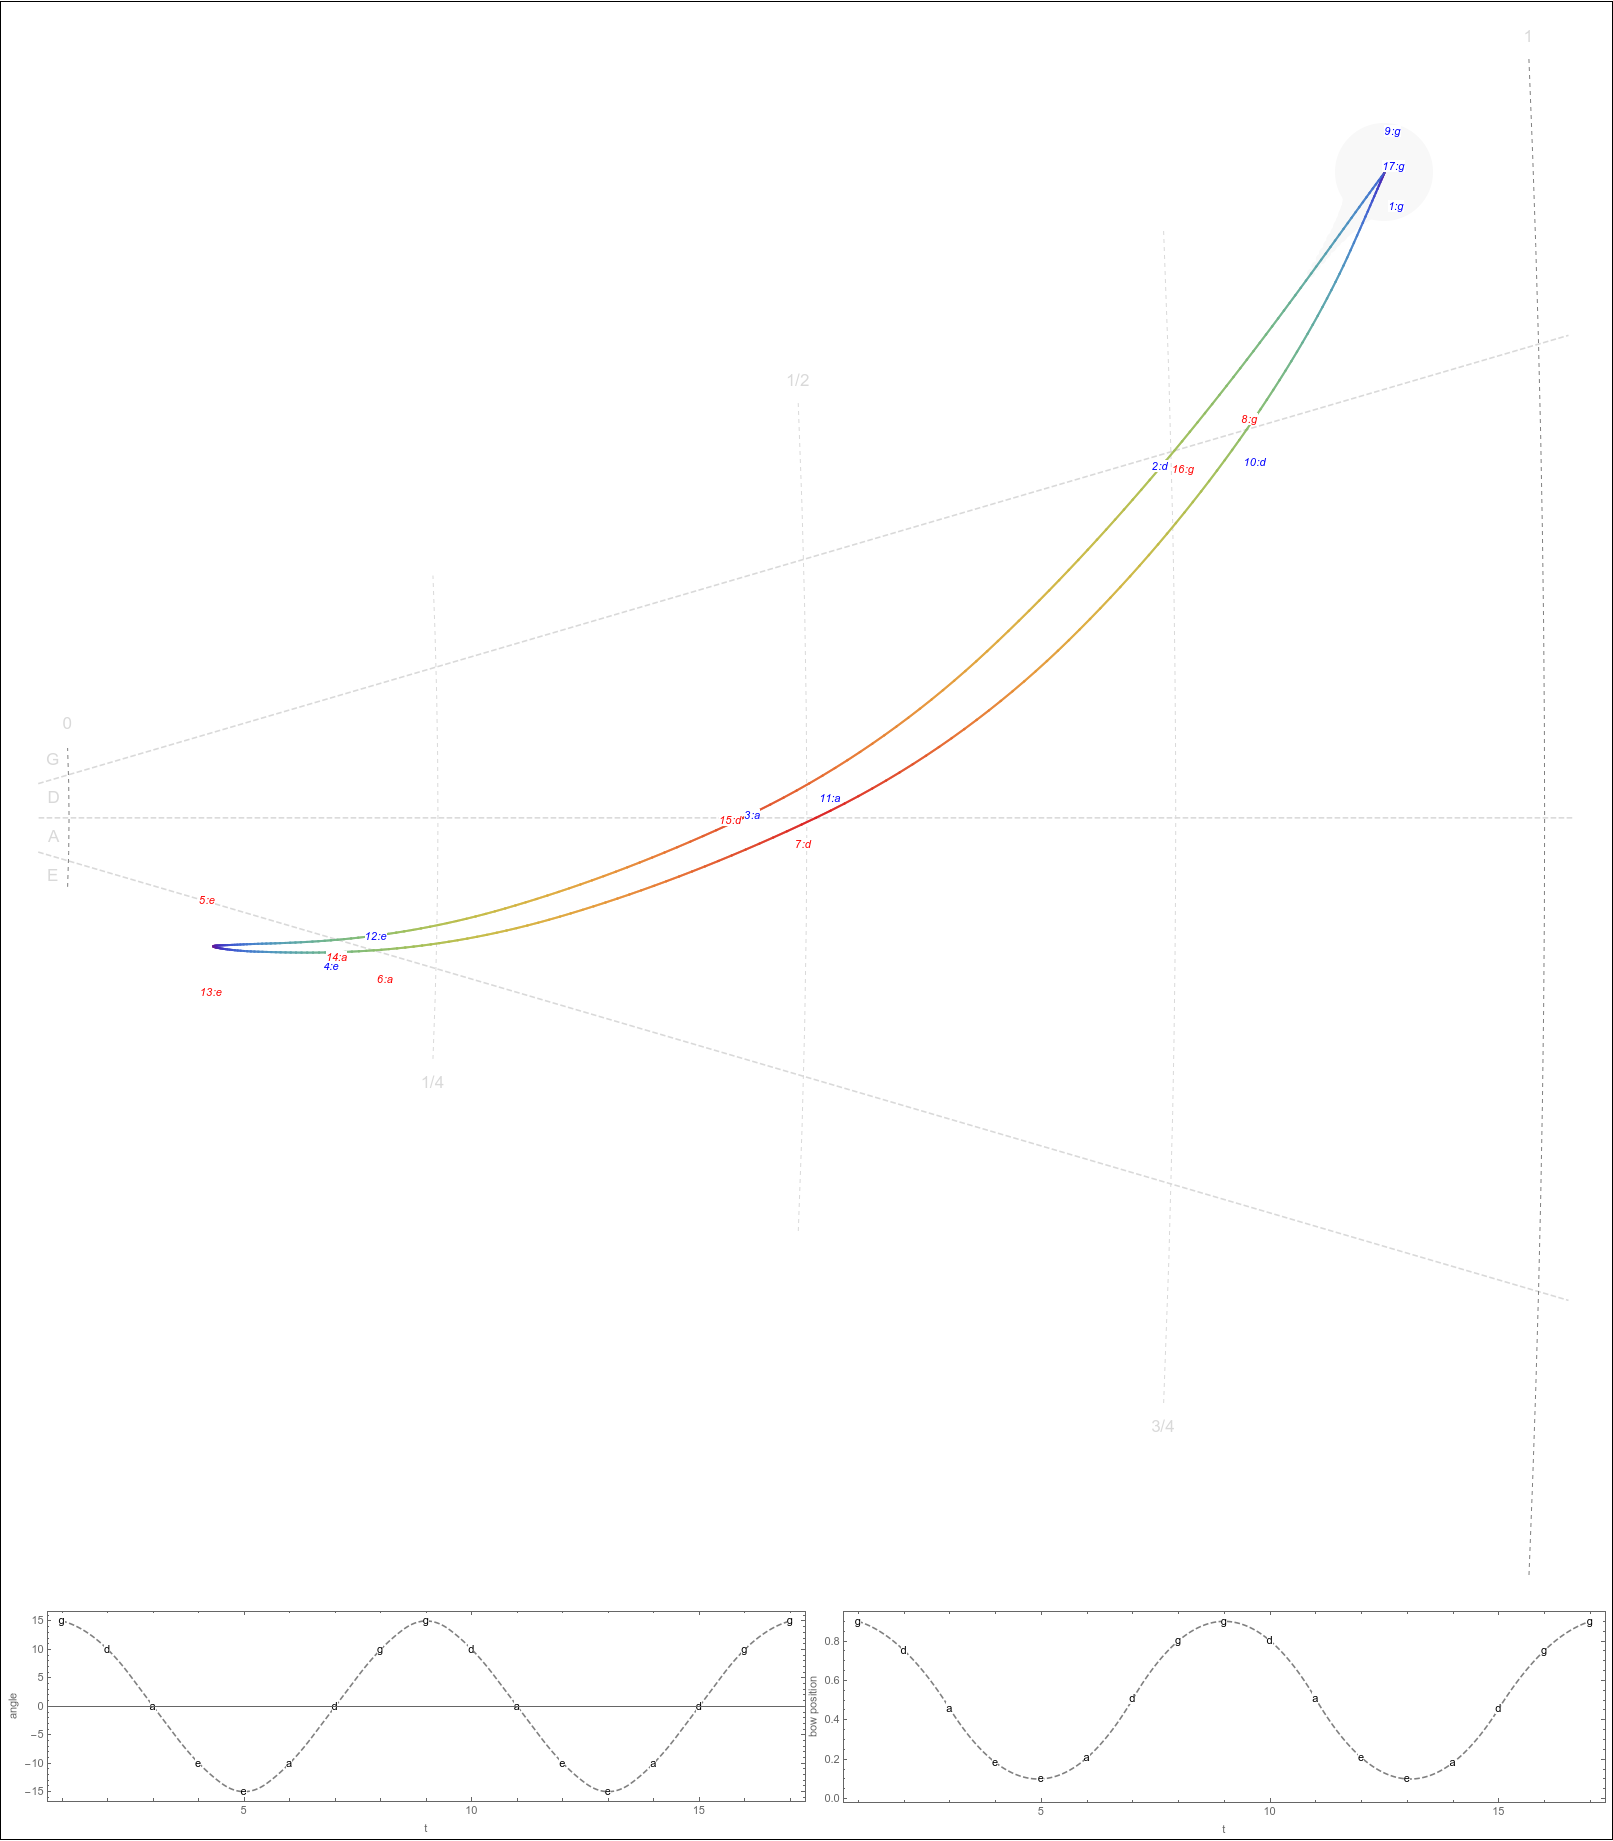 1
9:g
17:g
1:g
1/2
8:g
2:d 16:g 10:d
0
G
D
11:a
15:d 3:a
A
7:d
E
5:e
12:e
14:a
4:e
6:a
13:e
1/4
3/4
15 g g g
10 d g d g
5
0 a d a d
−5
−10 e a e a
−15 e e
angle
5 10 15
t
g g g
0.8 d g d g
0.6
0.4 a d a d
0.2 e a e a
e e
0.0
bow position
5 10 15
t